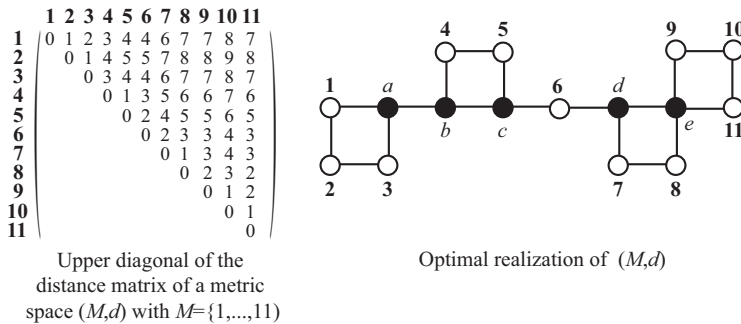 1 2 3 4 5 6 7 8 9 10 11
1 0 1 2 3 4 4 6 7 7 8 7
2 0 1 4 5 5 7 8 8 9 8
3 0 3 4 4 6 7 7 8 7
4 0 1 3 5 6 6 7 6
5 0 2 4 5 5 6 5
6 0 2 3 3 4 3
7 0 1 3 4 3
8 0 2 3 2
9 0 1 2
10 0 1
11 0
Upper diagonal of the
distance matrix of a metric
space (M,d) with M={1,...,11)
4 5 9 10
1 a 6 d
b c e 11
2 3 7 8
Optimal realization of (M,d)